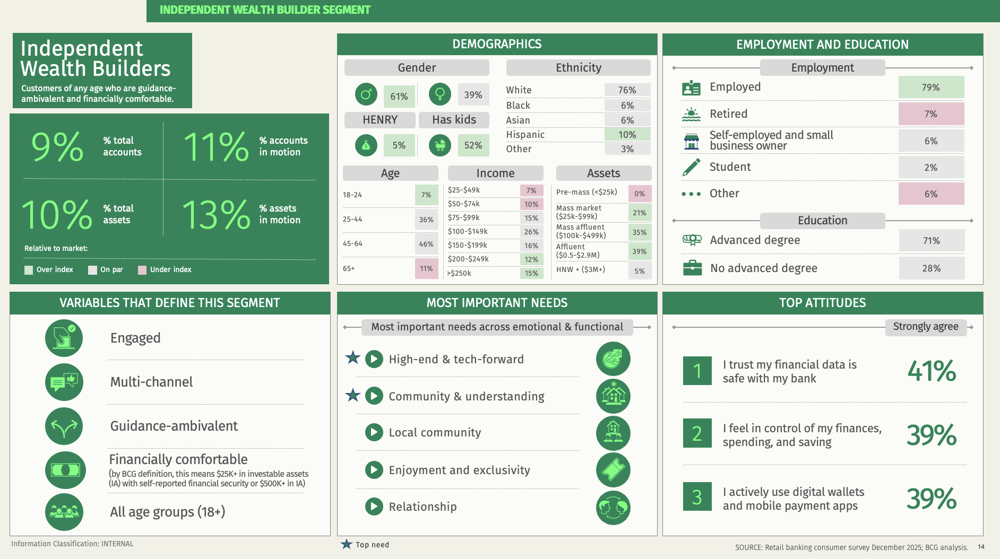 INDEPENDENT WEALTH BUILDER SEGMENT
Independent
Wealth Builders
Customers of any age who are guidance-
ambivalent and financially comfortable.
9% % total
accounts
11% % accounts
in motion
10% % total
assets
13% % assets
in motion
Relative to market:
Over index On par Under index
DEMOGRAPHICS
Gender
61% 39%
HENRY Has kids
5% 52%
Ethnicity
White 76%
Black 6%
Asian 6%
Hispanic 10%
Other 3%
Age
18-24 7%
25-44 36%
45-64 46%
65+ 11%
Income
$25-$49k 7%
$50-$74k 10%
$75-$99k 15%
$100-$149k 26%
$150-$199k 16%
$200-$249k 12%
>$250k 15%
Assets
Pre-mass (<$25k) 0%
Mass market
($25k-$99k) 21%
Mass affluent
($100k-$499k) 35%
Affluent
($0.5-$2.9M) 39%
HNW + ($3M+) 5%
EMPLOYMENT AND EDUCATION
Employment
Employed 79%
Retired 7%
Self-employed and small
business owner 6%
Student 2%
Other 6%
Education
Advanced degree 71%
No advanced degree 28%
VARIABLES THAT DEFINE THIS SEGMENT
Engaged
Multi-channel
Guidance-ambivalent
Financially comfortable
(by BCG definition, this means $25K+ in investable assets
(IA) with self-reported financial security or $500K+ in IA)
All age groups (18+)
MOST IMPORTANT NEEDS
Most important needs across emotional & functional
High-end & tech-forward
Community & understanding
Local community
Enjoyment and exclusivity
Relationship
Top need
TOP ATTITUDES
Strongly agree
1 I trust my financial data is
safe with my bank 41%
2 I feel in control of my finances,
spending, and saving 39%
3 I actively use digital wallets
and mobile payment apps 39%
Information Classification: INTERNAL
SOURCE: Retail banking consumer survey December 2025; BCG analysis. 14